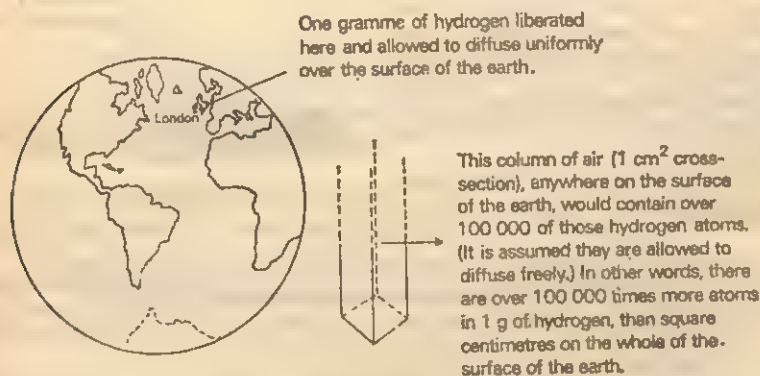 One gramme of hydrogen liberated
here and allowed to diffuse uniformly
over the surface of the earth.
London
This column of air (1 cm² cross-
section), anywhere on the surface
of the earth, would contain over
100 000 of those hydrogen atoms.
(It is assumed they are allowed to
diffuse freely.) In other words, there
are over 100 000 times more atoms
in 1 g of hydrogen, than square
centimetres on the whole of the
surface of the earth.